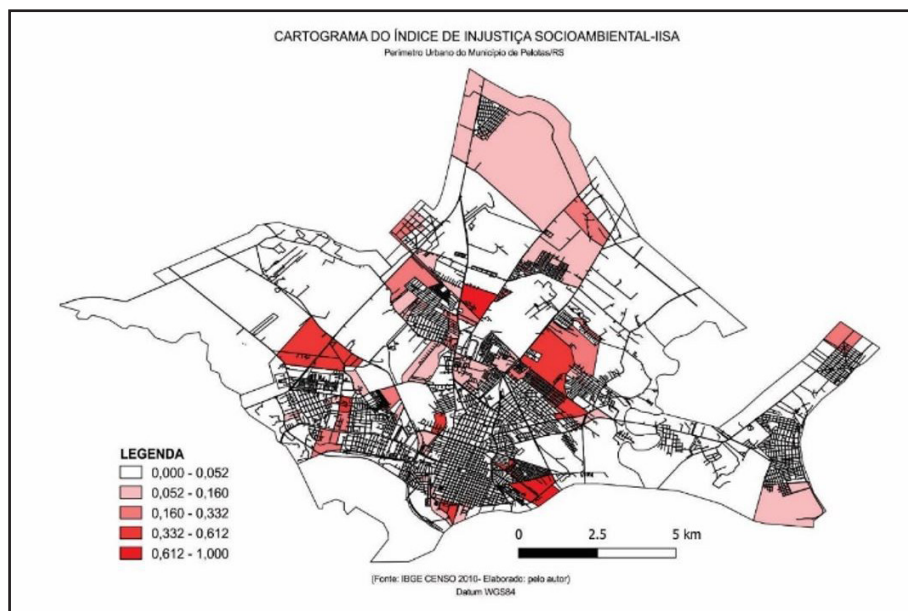 CARTOGRAMA DO ÍNDICE DE INJUSTIÇA SOCIOAMBIENTAL-IISA
Perímetro Urbano do Município de Pelotas/RS
LEGENDA
0,000 - 0,052
0,052 - 0,160
0,160 - 0,332
0,332 - 0,612
0,612 - 1,000
0 2.5 5 km
(Fonte: IBGE CENSO 2010- Elaborado: pelo autor)
Datum WGS84